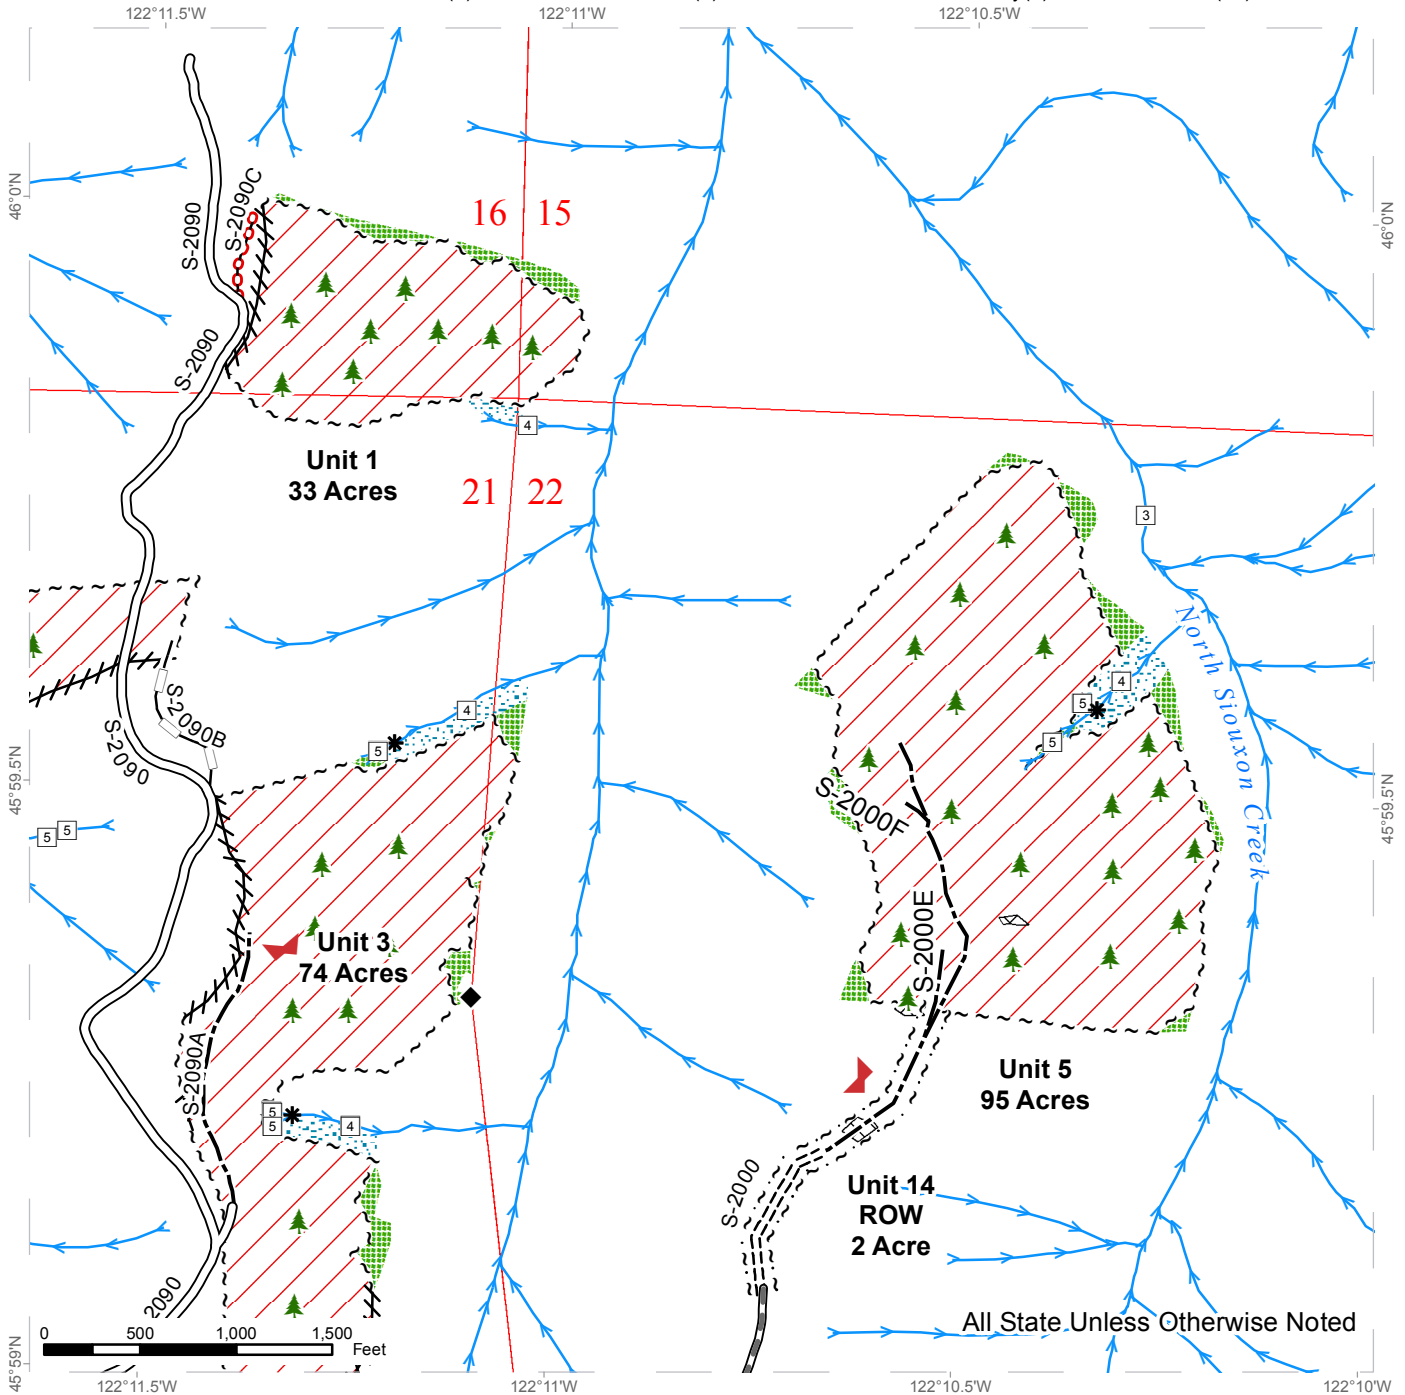 122°11.5'W
122°11'W
122°10.5'W
46°0'N
46°0'N
S-2090C
S-2090
16
15
S-2090
4
Unit 1
33 Acres
21
22
3
North Siouxon Creek
S-2090B
S-2090
4
5
4
5
5
45°59.5'N
45°59.5'N
S-2000F
5
5
S-2000E
Unit 3
74 Acres
S-2090A
Unit 5
95 Acres
5
5
4
S-2000
Unit 14
ROW
2 Acre
2090
All State Unless Otherwise Noted
0
500
1,000
1,500
Feet
45°59'N
122°11.5'W
122°11'W
122°10.5'W
122°10'W